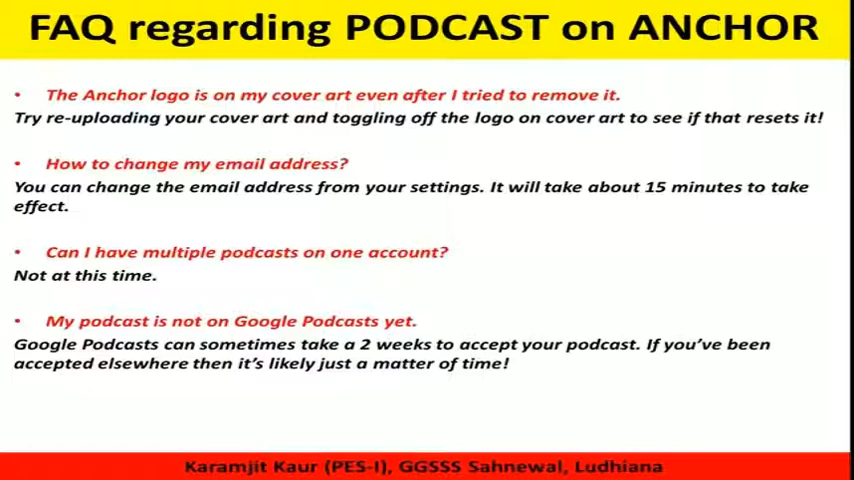 FAQ regarding PODCAST on ANCHOR
• The Anchor logo is on my cover art even after I tried to remove it.
Try re-uploading your cover art and toggling off the logo on cover art to see if that resets it!
• How to change my email address?
You can change the email address from your settings. It will take about 15 minutes to take
effect.
• Can I have multiple podcasts on one account?
Not at this time.
• My podcast is not on Google Podcasts yet.
Google Podcasts can sometimes take a 2 weeks to accept your podcast. If you’ve been
accepted elsewhere then it’s likely just a matter of time!
Karamjit Kaur (PES-I), GGSSS Sahnewal, Ludhiana